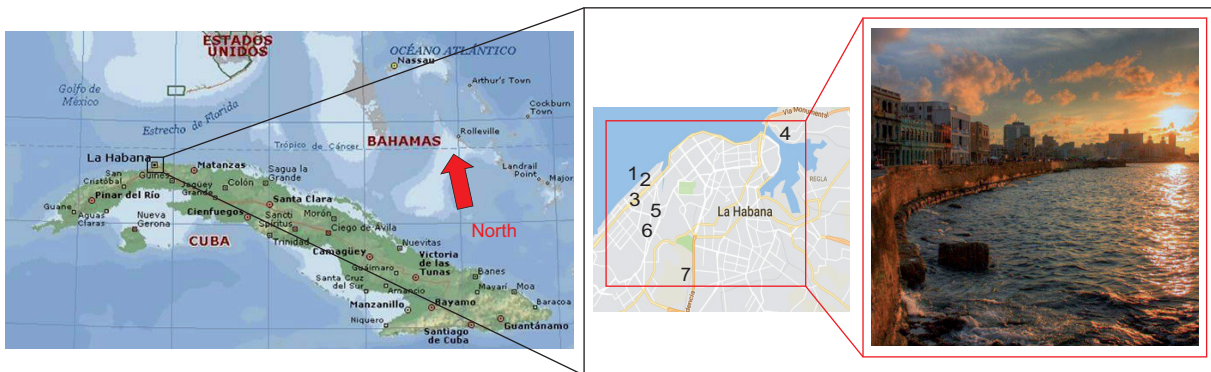 ESTADOS
UNIDOS
OCÉANO ATLÁNTICO
Nassau
Golfo de
México
Arthur's Town
Estrecho de Florida
Cockburn
Town
Rolleville
BAHAMAS
Trópico de Cáncer
La Habana
Matanzas
Landrail
Point
Major
San
Cristóbal
Güines
Sagua la
Grande
Jagüey
Grande
Colón
Pinar del Río
Santa Clara
Guane
Aguas
Claras
Nueva
Gerona
Cienfuegos
Sancti
Spíritus
Morón
Ciego de Ávila
Trinidad
North
CUBA
Nuevitas
Camagüey
Victoria
de las
Tunas
Guáimaro
Banes
Santa Cruz
del Sur
Amancio
Mayarí
Moa
Manzanillo
Bayamo
Baracoa
Niquero
Santiago
de Cuba
Guantánamo
Vía Monumental
4
1
2
3
REGLA
5
La Habana
6
7